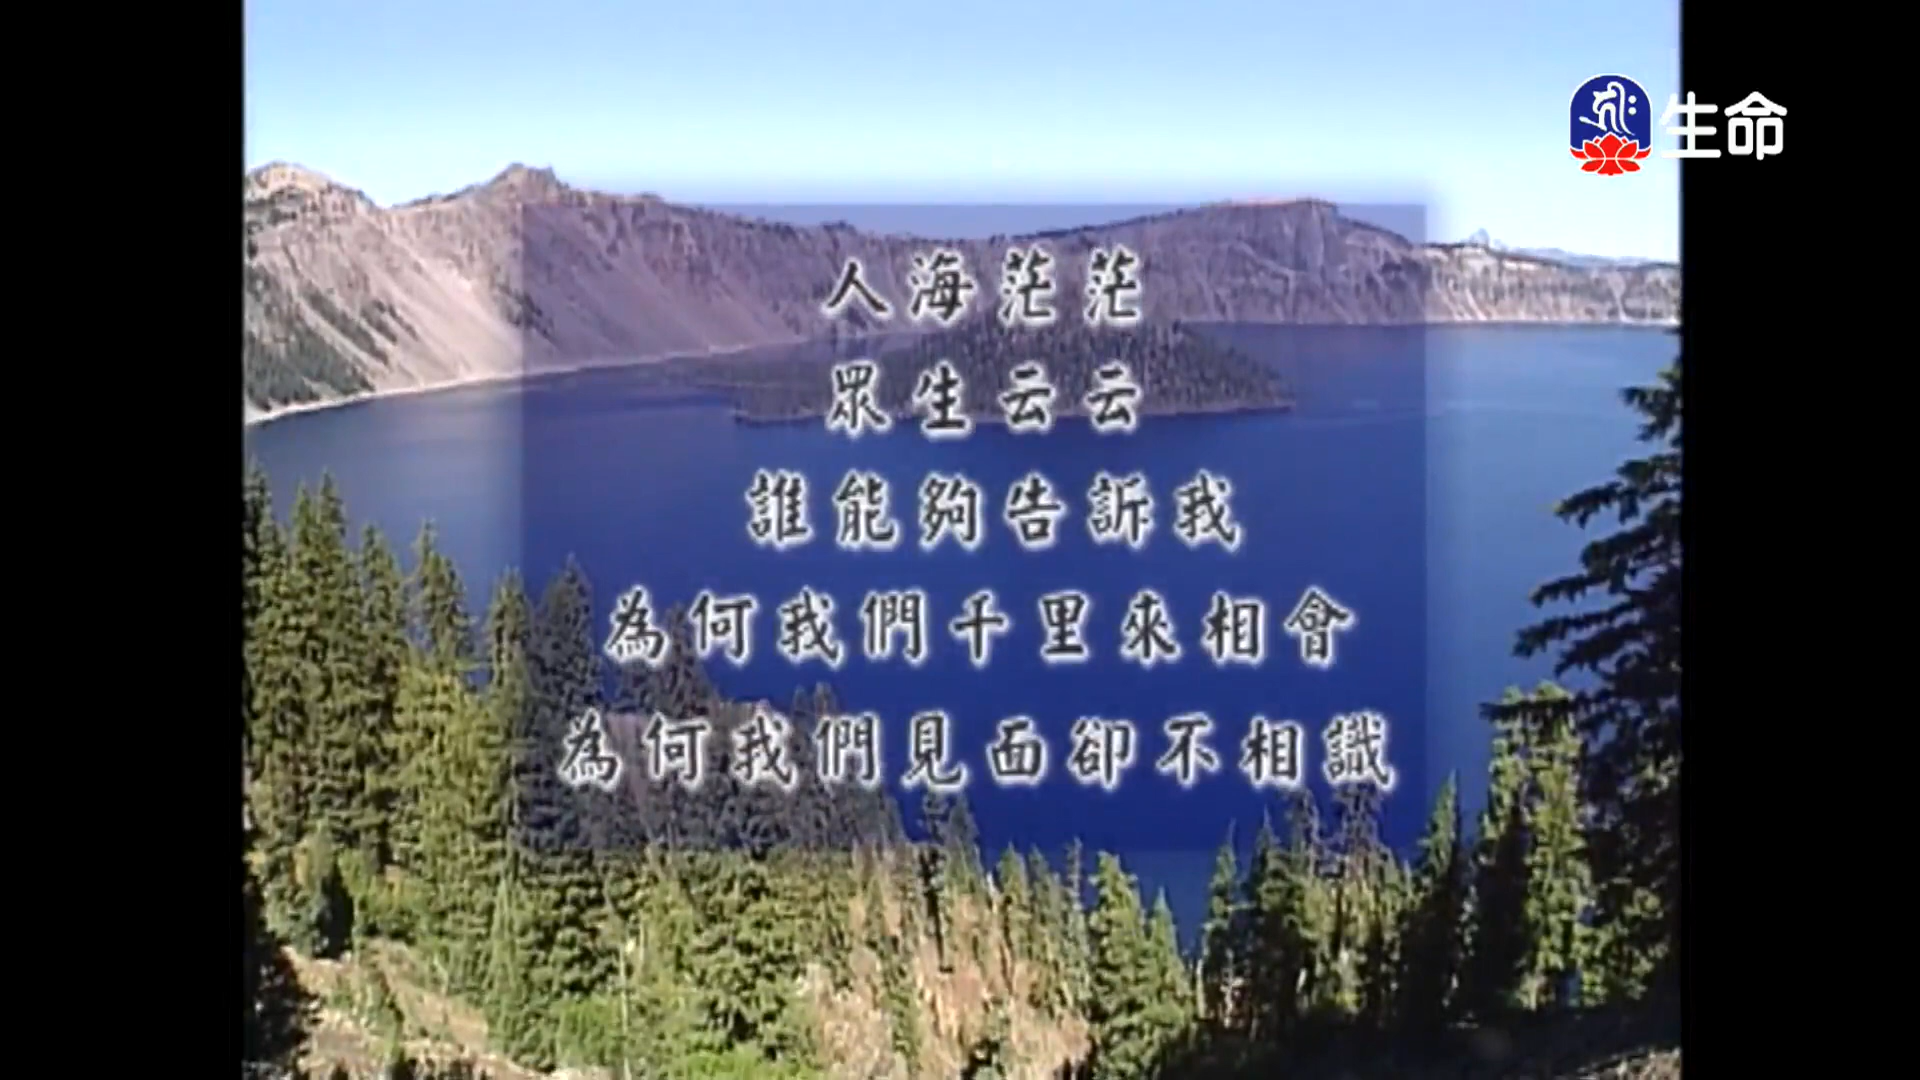 生命
人海茫茫
眾生云云
誰能夠告訴我
為何我們千里來相會
為何我們見面卻不相識